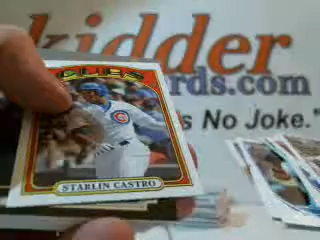 kidder
rds.com
s No Joke."
CUBS
STARLIN CASTRO